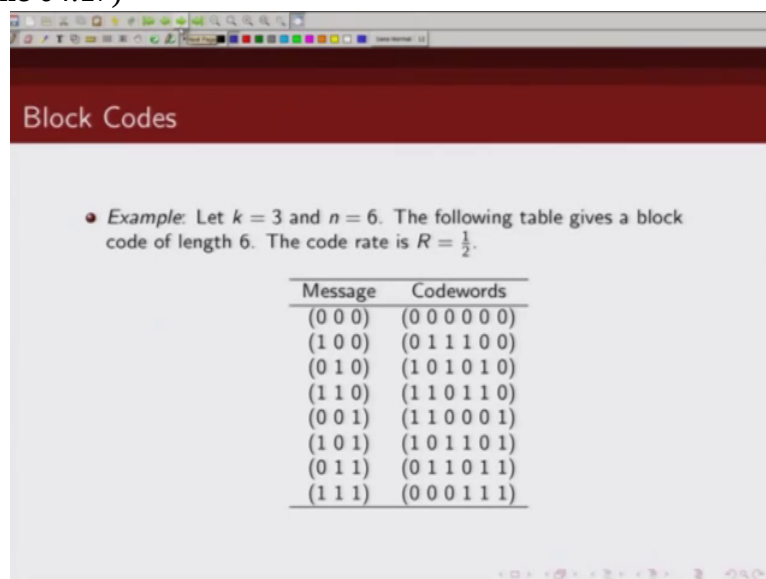 Next Page
Block Codes
Example: Let k = 3 and n = 6. The following table gives a block
code of length 6. The code rate is R = 1/2.
Message Codewords
(0 0 0) (0 0 0 0 0 0)
(1 0 0) (0 1 1 1 0 0)
(0 1 0) (1 0 1 0 1 0)
(1 1 0) (1 1 0 1 1 0)
(0 0 1) (1 1 0 0 0 1)
(1 0 1) (1 0 1 1 0 1)
(0 1 1) (0 1 1 0 1 1)
(1 1 1) (0 0 0 1 1 1)